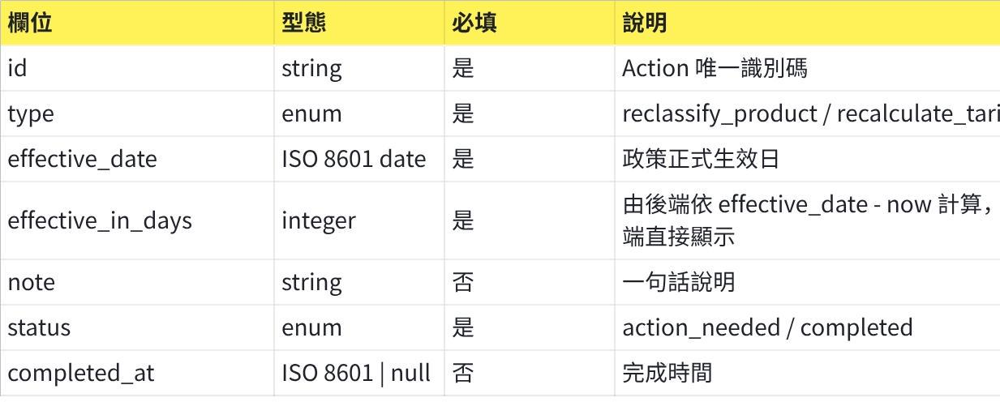 欄位 型態 必填 說明
id string 是 Action 唯一識別碼
type enum 是 reclassify_product / recalculate_tari
effective_date ISO 8601 date 是 政策正式生效日
effective_in_days integer 是 由後端依 effective_date - now 計算，
端直接顯示
note string 否 一句話說明
status enum 是 action_needed / completed
completed_at ISO 8601 | null 否 完成時間